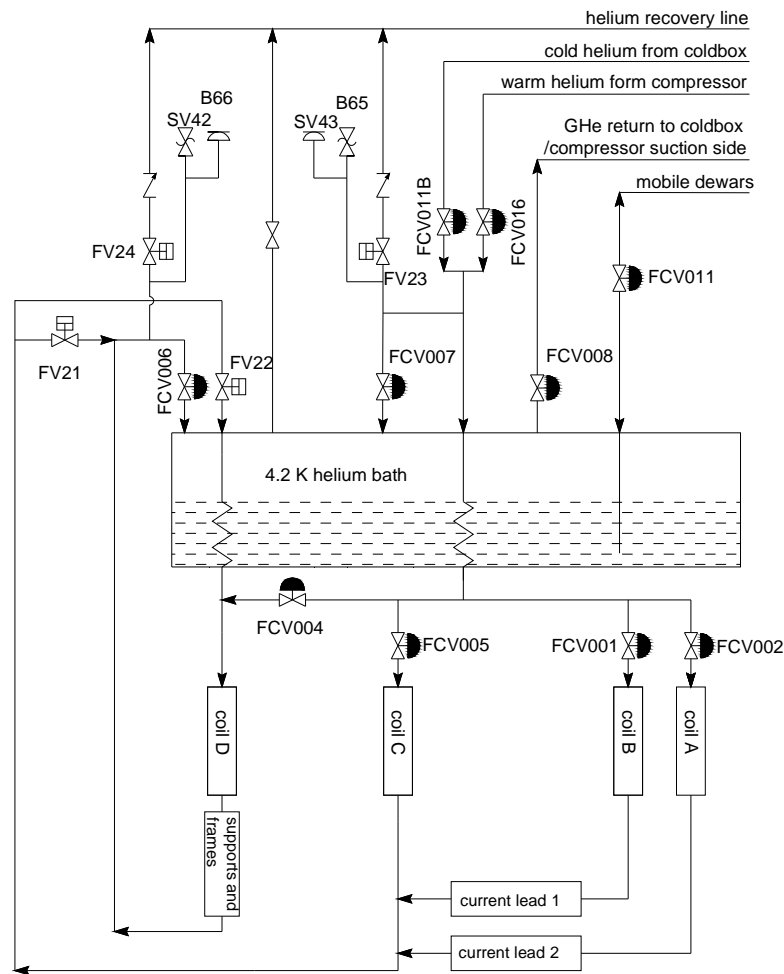 helium recovery line
cold helium from coldbox
warm helium form compressor
GHe return to coldbox
/compressor suction side
mobile dewars
B66
SV42
B65
SV43
FCV011B
FCV016
FV24
FV23
FCV011
FV21
FCV006
FV22
FCV007
FCV008
4.2 K helium bath
FCV004
FCV005
FCV001
FCV002
coil D
coil C
coil B
coil A
supports and
frames
current lead 1
current lead 2